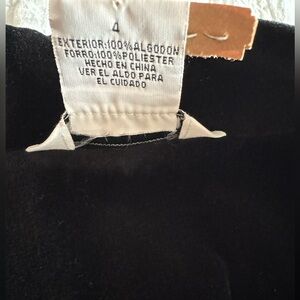 4
EXTERIOR:100%ALGODON
FORRO:100%POLIESTER
HECHO EN CHINA
VER EL ALDO PARA
EL CUIDADO